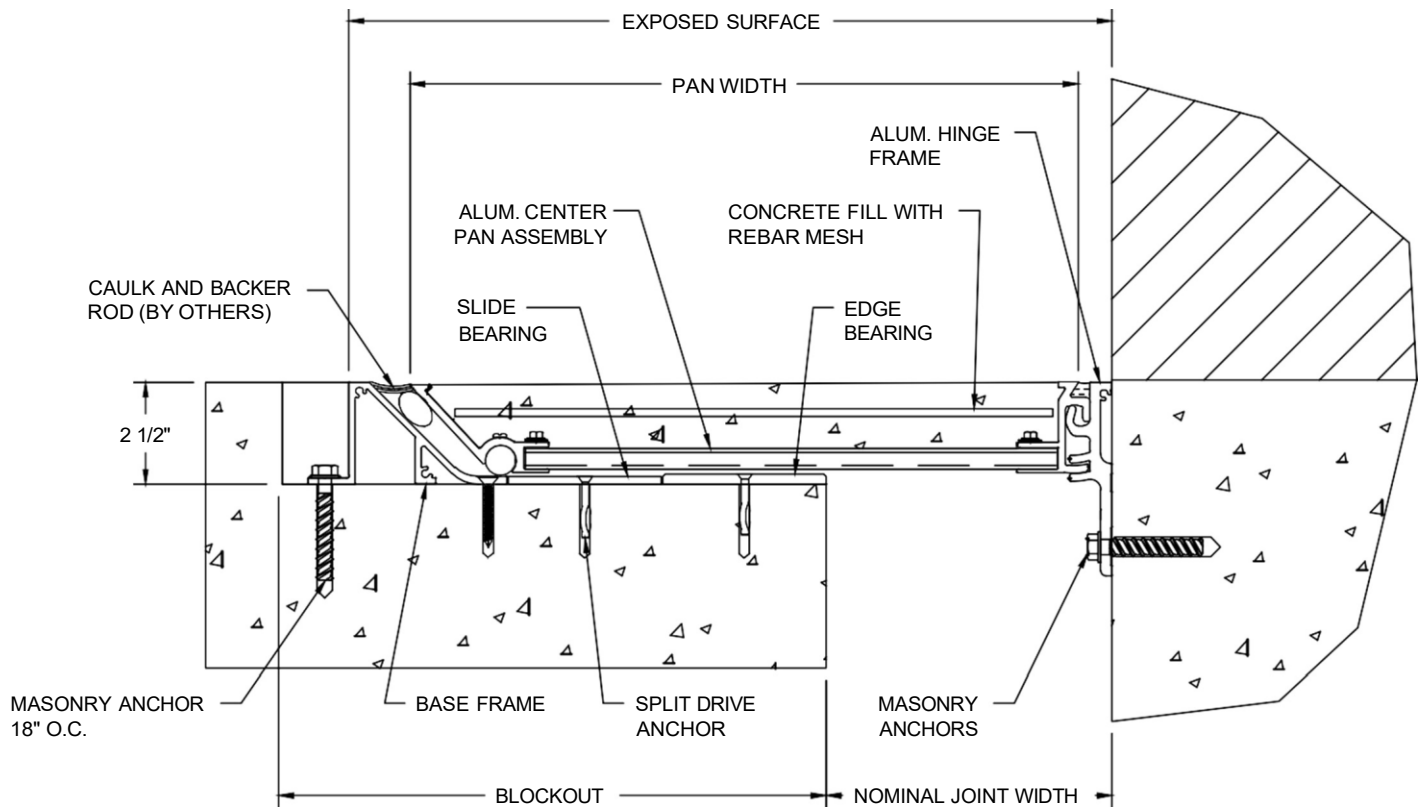 EXPOSED SURFACE
PAN WIDTH
ALUM. HINGE
FRAME
ALUM. CENTER
PAN ASSEMBLY
CONCRETE FILL WITH
REBAR MESH
CAULK AND BACKER
ROD (BY OTHERS)
SLIDE
BEARING
EDGE
BEARING
2 1/2"
MASONRY ANCHOR
18" O.C.
BASE FRAME
SPLIT DRIVE
ANCHOR
MASONRY
ANCHORS
BLOCKOUT
NOMINAL JOINT WIDTH